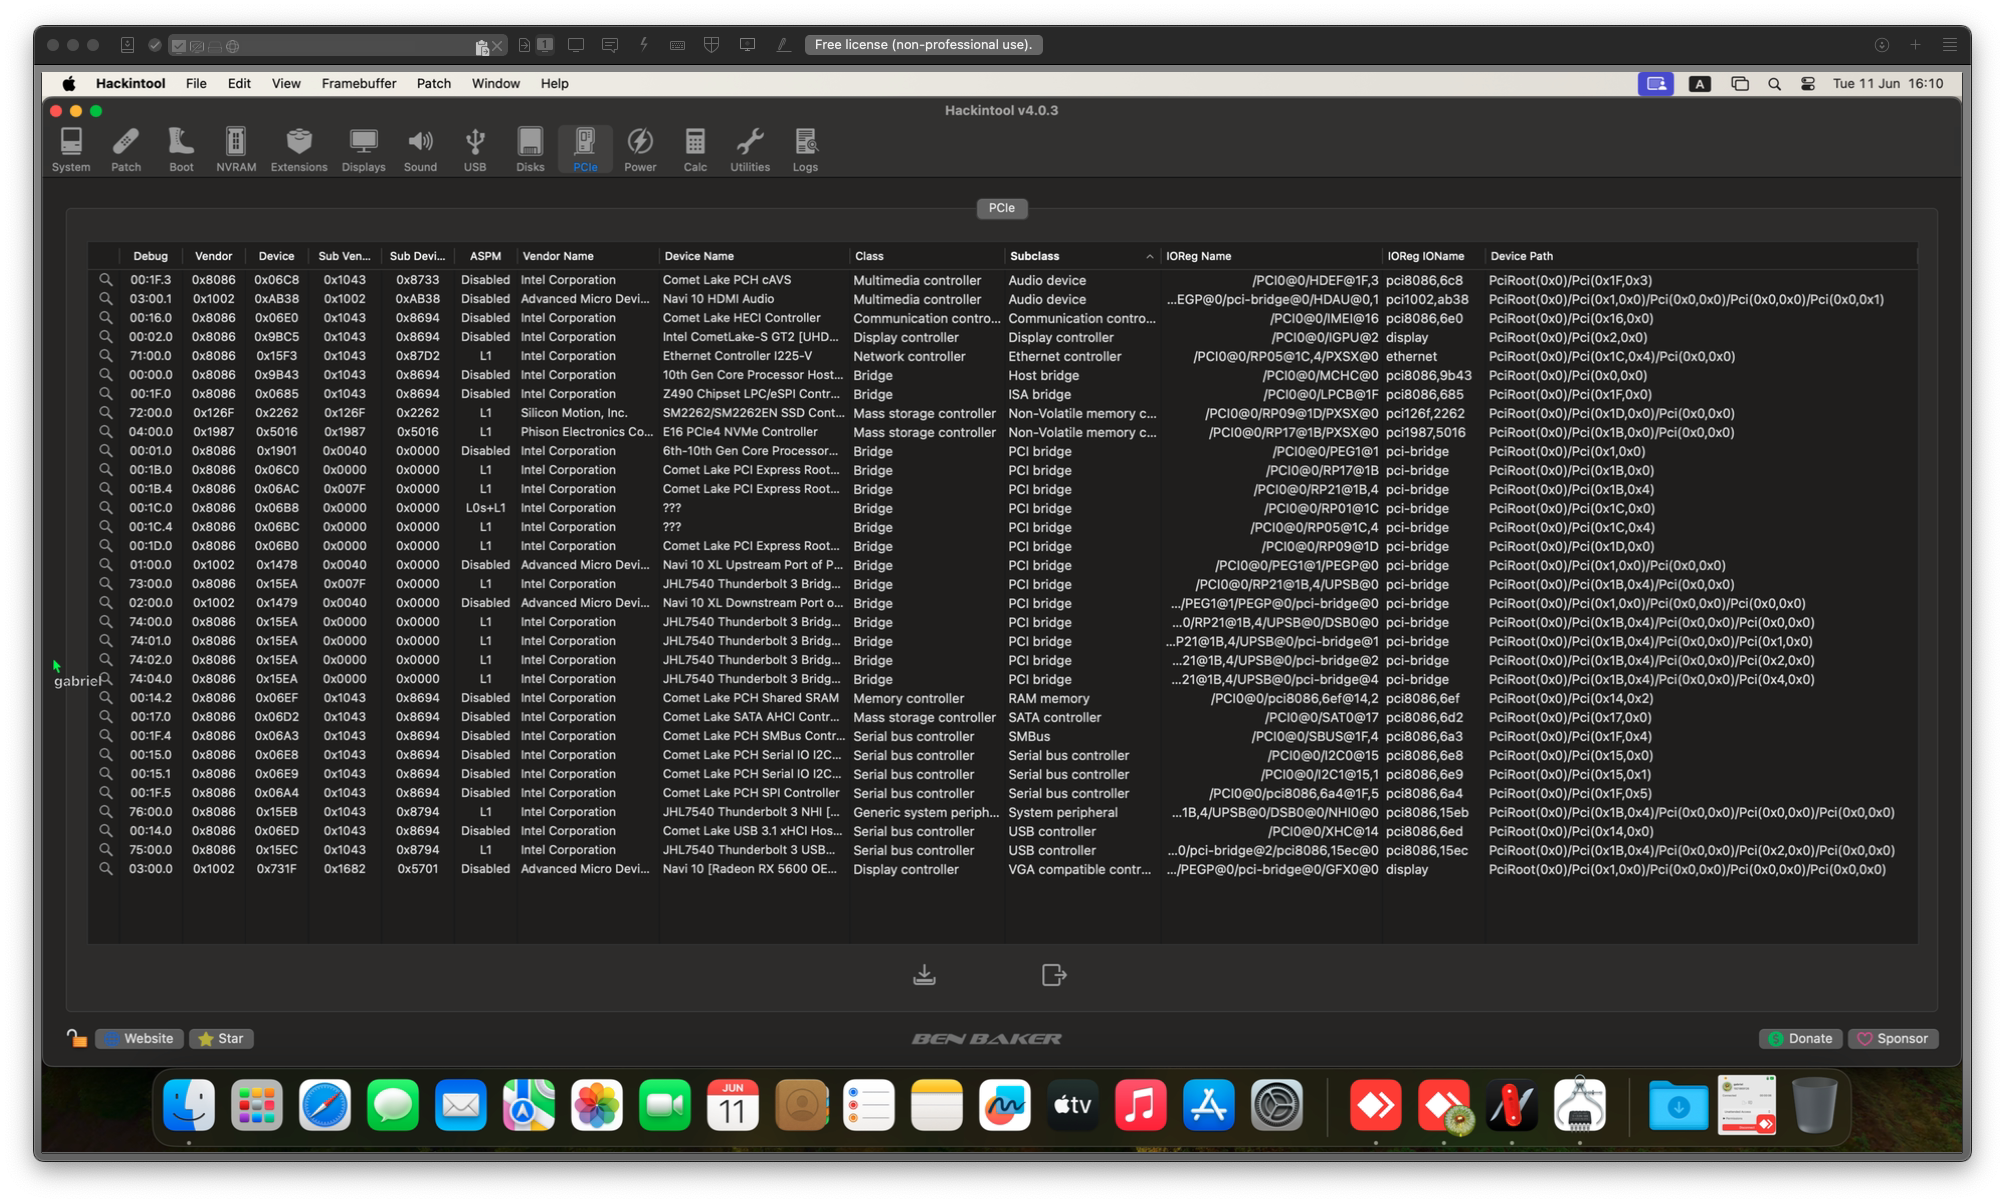 1
Free license (non-professional use).
Hackintool File Edit View Framebuffer Patch Window Help A Tue 11 Jun 16:10
Hackintool v4.0.3
System Patch Boot NVRAM Extensions Displays Sound USB Disks PCIe Power Calc Utilities Logs
PCIe
Debug Vendor Device Sub Ven... Sub Devi... ASPM Vendor Name Device Name Class Subclass IOReg Name IOReg IOName Device Path
00:1F.3 0x8086 0x06C8 0x1043 0x8733 Disabled Intel Corporation Comet Lake PCH cAVS Multimedia controller Audio device /PCI0@0/HDEF@1F,3 pci8086,6c8 PciRoot(0x0)/Pci(0x1F,0x3)
03:00.1 0x1002 0xAB38 0x1002 0xAB38 Disabled Advanced Micro Devi... Navi 10 HDMI Audio Multimedia controller Audio device ...EGP@0/pci-bridge@0/HDAU@0,1 pci1002,ab38 PciRoot(0x0)/Pci(0x1,0x0)/Pci(0x0,0x0)/Pci(0x0,0x0)/Pci(0x0,0x1)
00:16.0 0x8086 0x06E0 0x1043 0x8694 Disabled Intel Corporation Comet Lake HECI Controller Communication contro... Communication contro... /PCI0@0/IMEI@16 pci8086,6e0 PciRoot(0x0)/Pci(0x16,0x0)
00:02.0 0x8086 0x9BC5 0x1043 0x8694 Disabled Intel Corporation Intel CometLake-S GT2 [UHD... Display controller Display controller /PCI0@0/IGPU@2 display PciRoot(0x0)/Pci(0x2,0x0)
71:00.0 0x8086 0x15F3 0x1043 0x87D2 L1 Intel Corporation Ethernet Controller I225-V Network controller Ethernet controller /PCI0@0/RP05@1C,4/PXSX@0 ethernet PciRoot(0x0)/Pci(0x1C,0x4)/Pci(0x0,0x0)
00:00.0 0x8086 0x9B43 0x1043 0x8694 Disabled Intel Corporation 10th Gen Core Processor Host... Bridge Host bridge /PCI0@0/MCHC@0 pci8086,9b43 PciRoot(0x0)/Pci(0x0,0x0)
00:1F.0 0x8086 0x0685 0x1043 0x8694 Disabled Intel Corporation Z490 Chipset LPC/eSPI Contr... Bridge ISA bridge /PCI0@0/LPCB@1F pci8086,685 PciRoot(0x0)/Pci(0x1F,0x0)
72:00.0 0x126F 0x2262 0x126F 0x2262 L1 Silicon Motion, Inc. SM2262/SM2262EN SSD Cont... Mass storage controller Non-Volatile memory c... /PCI0@0/RP09@1D/PXSX@0 pci126f,2262 PciRoot(0x0)/Pci(0x1D,0x0)/Pci(0x0,0x0)
04:00.0 0x1987 0x5016 0x1987 0x5016 L1 Phison Electronics Co... E16 PCIe4 NVMe Controller Mass storage controller Non-Volatile memory c... /PCI0@0/RP17@1B/PXSX@0 pci1987,5016 PciRoot(0x0)/Pci(0x1B,0x0)/Pci(0x0,0x0)
00:01.0 0x8086 0x1901 0x0040 0x0000 Disabled Intel Corporation 6th-10th Gen Core Processor... Bridge PCI bridge /PCI0@0/PEG1@1 pci-bridge PciRoot(0x0)/Pci(0x1,0x0)
00:1B.0 0x8086 0x06C0 0x0000 0x0000 L1 Intel Corporation Comet Lake PCI Express Root... Bridge PCI bridge /PCI0@0/RP17@1B pci-bridge PciRoot(0x0)/Pci(0x1B,0x0)
00:1B.4 0x8086 0x06AC 0x007F 0x0000 L1 Intel Corporation Comet Lake PCI Express Root... Bridge PCI bridge /PCI0@0/RP21@1B,4 pci-bridge PciRoot(0x0)/Pci(0x1B,0x4)
00:1C.0 0x8086 0x06B8 0x0000 0x0000 L0s+L1 Intel Corporation ??? Bridge PCI bridge /PCI0@0/RP01@1C pci-bridge PciRoot(0x0)/Pci(0x1C,0x0)
00:1C.4 0x8086 0x06BC 0x0000 0x0000 L1 Intel Corporation ??? Bridge PCI bridge /PCI0@0/RP05@1C,4 pci-bridge PciRoot(0x0)/Pci(0x1C,0x4)
00:1D.0 0x8086 0x06B0 0x0000 0x0000 L1 Intel Corporation Comet Lake PCI Express Root... Bridge PCI bridge /PCI0@0/RP09@1D pci-bridge PciRoot(0x0)/Pci(0x1D,0x0)
01:00.0 0x1002 0x1478 0x0040 0x0000 Disabled Advanced Micro Devi... Navi 10 XL Upstream Port of P... Bridge PCI bridge /PCI0@0/PEG1@1/PEGP@0 pci-bridge PciRoot(0x0)/Pci(0x1,0x0)/Pci(0x0,0x0)
73:00.0 0x8086 0x15EA 0x007F 0x0000 L1 Intel Corporation JHL7540 Thunderbolt 3 Bridg... Bridge PCI bridge /PCI0@0/RP21@1B,4/UPSB@0 pci-bridge PciRoot(0x0)/Pci(0x1B,0x4)/Pci(0x0,0x0)
02:00.0 0x1002 0x1479 0x0040 0x0000 Disabled Advanced Micro Devi... Navi 10 XL Downstream Port o... Bridge PCI bridge .../PEG1@1/PEGP@0/pci-bridge@0 pci-bridge PciRoot(0x0)/Pci(0x1,0x0)/Pci(0x0,0x0)/Pci(0x0,0x0)
74:00.0 0x8086 0x15EA 0x0000 0x0000 L1 Intel Corporation JHL7540 Thunderbolt 3 Bridg... Bridge PCI bridge ...0/RP21@1B,4/UPSB@0/DSB0@0 pci-bridge PciRoot(0x0)/Pci(0x1B,0x4)/Pci(0x0,0x0)/Pci(0x0,0x0)
74:01.0 0x8086 0x15EA 0x0000 0x0000 L1 Intel Corporation JHL7540 Thunderbolt 3 Bridg... Bridge PCI bridge ...P21@1B,4/UPSB@0/pci-bridge@1 pci-bridge PciRoot(0x0)/Pci(0x1B,0x4)/Pci(0x0,0x0)/Pci(0x1,0x0)
74:02.0 0x8086 0x15EA 0x0000 0x0000 L1 Intel Corporation JHL7540 Thunderbolt 3 Bridg... Bridge PCI bridge ...21@1B,4/UPSB@0/pci-bridge@2 pci-bridge PciRoot(0x0)/Pci(0x1B,0x4)/Pci(0x0,0x0)/Pci(0x2,0x0)
gabriel
74:04.0 0x8086 0x15EA 0x0000 0x0000 L1 Intel Corporation JHL7540 Thunderbolt 3 Bridg... Bridge PCI bridge ...21@1B,4/UPSB@0/pci-bridge@4 pci-bridge PciRoot(0x0)/Pci(0x1B,0x4)/Pci(0x0,0x0)/Pci(0x4,0x0)
00:14.2 0x8086 0x06EF 0x1043 0x8694 Disabled Intel Corporation Comet Lake PCH Shared SRAM Memory controller RAM memory /PCI0@0/pci8086,6ef@14,2 pci8086,6ef PciRoot(0x0)/Pci(0x14,0x2)
00:17.0 0x8086 0x06D2 0x1043 0x8694 Disabled Intel Corporation Comet Lake SATA AHCI Contr... Mass storage controller SATA controller /PCI0@0/SAT0@17 pci8086,6d2 PciRoot(0x0)/Pci(0x17,0x0)
00:1F.4 0x8086 0x06A3 0x1043 0x8694 Disabled Intel Corporation Comet Lake PCH SMBus Contr... Serial bus controller SMBus /PCI0@0/SBUS@1F,4 pci8086,6a3 PciRoot(0x0)/Pci(0x1F,0x4)
00:15.0 0x8086 0x06E8 0x1043 0x8694 Disabled Intel Corporation Comet Lake PCH Serial IO I2C... Serial bus controller Serial bus controller /PCI0@0/I2C0@15 pci8086,6e8 PciRoot(0x0)/Pci(0x15,0x0)
00:15.1 0x8086 0x06E9 0x1043 0x8694 Disabled Intel Corporation Comet Lake PCH Serial IO I2C... Serial bus controller Serial bus controller /PCI0@0/I2C1@15,1 pci8086,6e9 PciRoot(0x0)/Pci(0x15,0x1)
00:1F.5 0x8086 0x06A4 0x1043 0x8694 Disabled Intel Corporation Comet Lake PCH SPI Controller Serial bus controller Serial bus controller /PCI0@0/pci8086,6a4@1F,5 pci8086,6a4 PciRoot(0x0)/Pci(0x1F,0x5)
76:00.0 0x8086 0x15EB 0x1043 0x8794 L1 Intel Corporation JHL7540 Thunderbolt 3 NHI [... Generic system periph... System peripheral ...1B,4/UPSB@0/DSB0@0/NHI0@0 pci8086,15eb PciRoot(0x0)/Pci(0x1B,0x4)/Pci(0x0,0x0)/Pci(0x0,0x0)/Pci(0x0,0x0)
00:14.0 0x8086 0x06ED 0x1043 0x8694 Disabled Intel Corporation Comet Lake USB 3.1 xHCI Hos... Serial bus controller USB controller /PCI0@0/XHC@14 pci8086,6ed PciRoot(0x0)/Pci(0x14,0x0)
75:00.0 0x8086 0x15EC 0x1043 0x8794 L1 Intel Corporation JHL7540 Thunderbolt 3 USB... Serial bus controller USB controller ...0/pci-bridge@2/pci8086,15ec@0 pci8086,15ec PciRoot(0x0)/Pci(0x1B,0x4)/Pci(0x0,0x0)/Pci(0x2,0x0)/Pci(0x0,0x0)
03:00.0 0x1002 0x731F 0x1682 0x5701 Disabled Advanced Micro Devi... Navi 10 [Radeon RX 5600 OE... Display controller VGA compatible contr... .../PEGP@0/pci-bridge@0/GFX0@0 display PciRoot(0x0)/Pci(0x1,0x0)/Pci(0x0,0x0)/Pci(0x0,0x0)/Pci(0x0,0x0)
Website Star BEN BAKER Donate Sponsor
JUN
11
tv